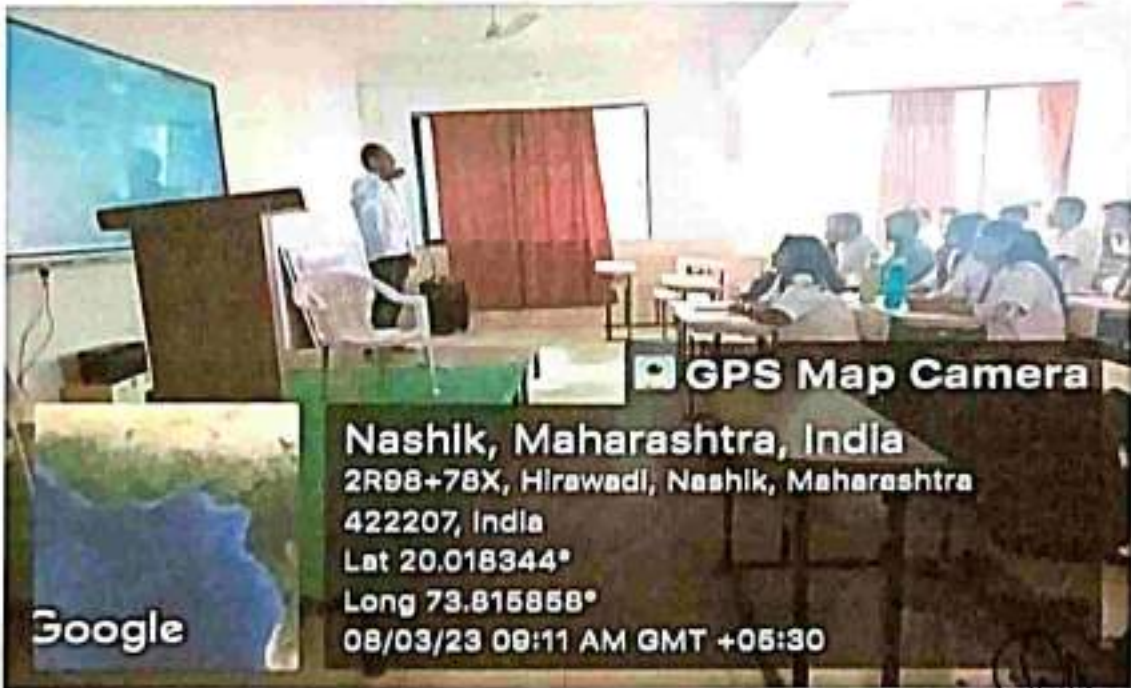 GPS Map Camera
Nashik, Maharashtra, India
2R98+78X, Hirawadi, Nashik, Maharashtra
422207, India
Lat 20.018344°
Long 73.815858°
08/03/23 09:11 AM GMT +05:30
Google